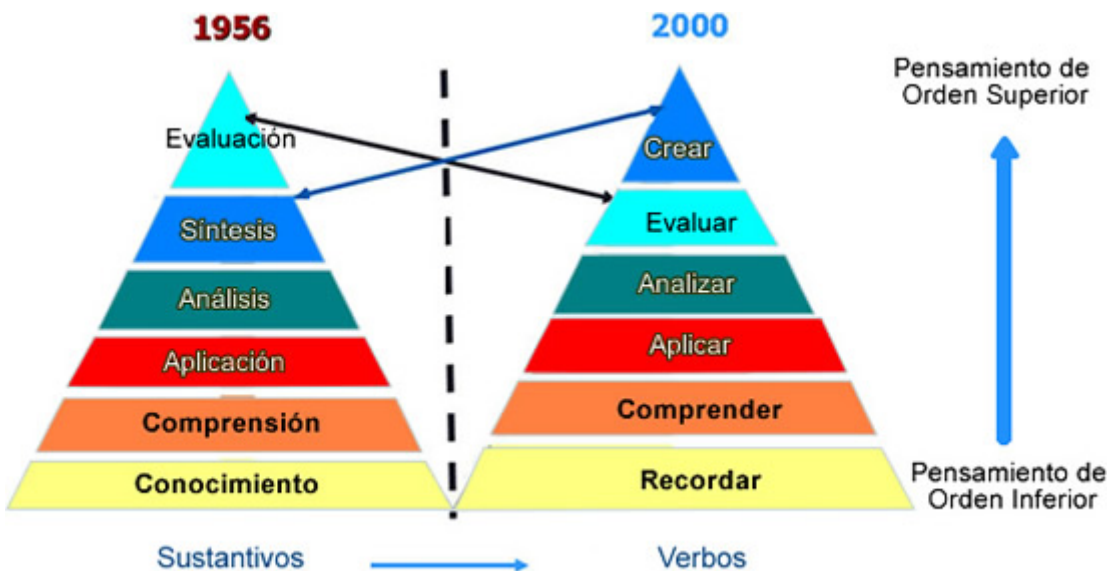 1956
Evaluación
Síntesis
Análisis
Aplicación
Comprensión
Conocimiento
Sustantivos
2000
Crear
Evaluar
Analizar
Aplicar
Comprender
Recordar
Verbos
Pensamiento de
Orden Superior
Pensamiento de
Orden Inferior